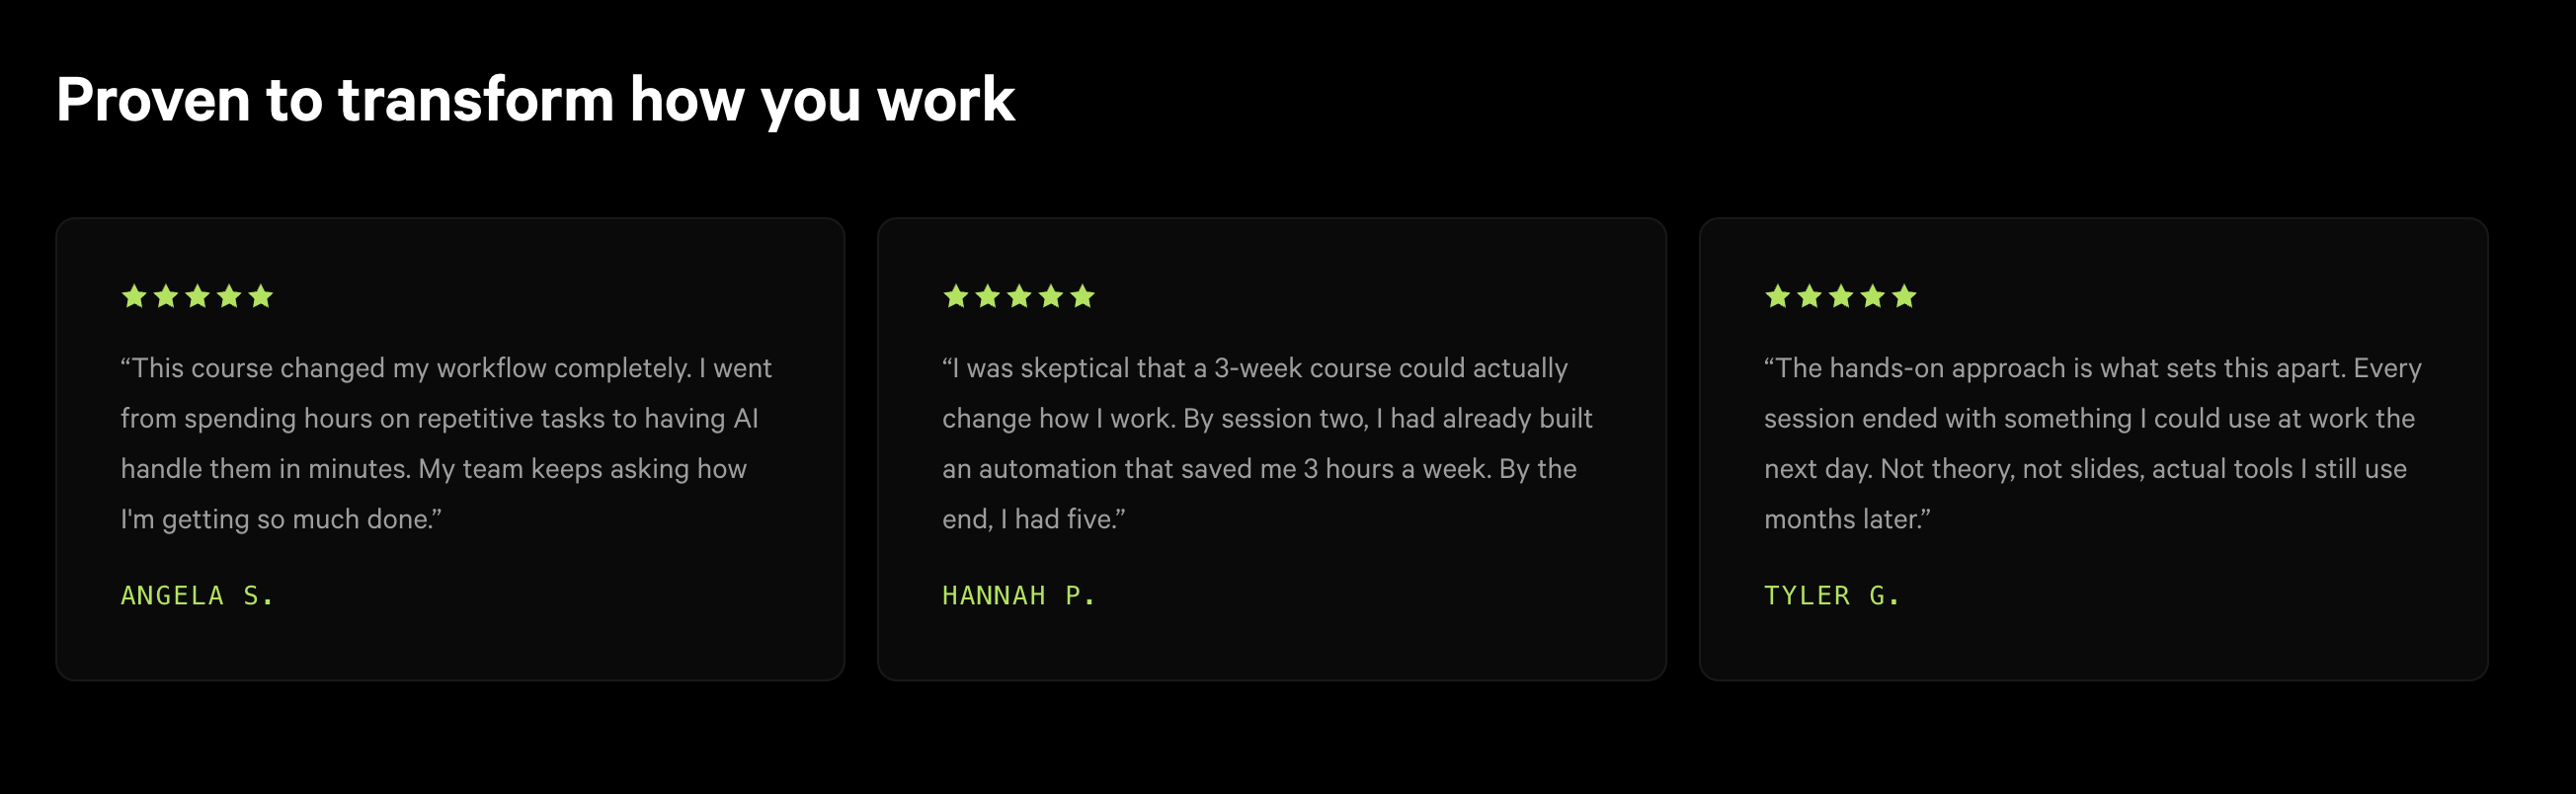 Proven to transform how you work
“This course changed my workflow completely. I went
from spending hours on repetitive tasks to having AI
handle them in minutes. My team keeps asking how
I'm getting so much done.”
ANGELA S.
“I was skeptical that a 3-week course could actually
change how I work. By session two, I had already built
an automation that saved me 3 hours a week. By the
end, I had five.”
HANNAH P.
“The hands-on approach is what sets this apart. Every
session ended with something I could use at work the
next day. Not theory, not slides, actual tools I still use
months later.”
TYLER G.